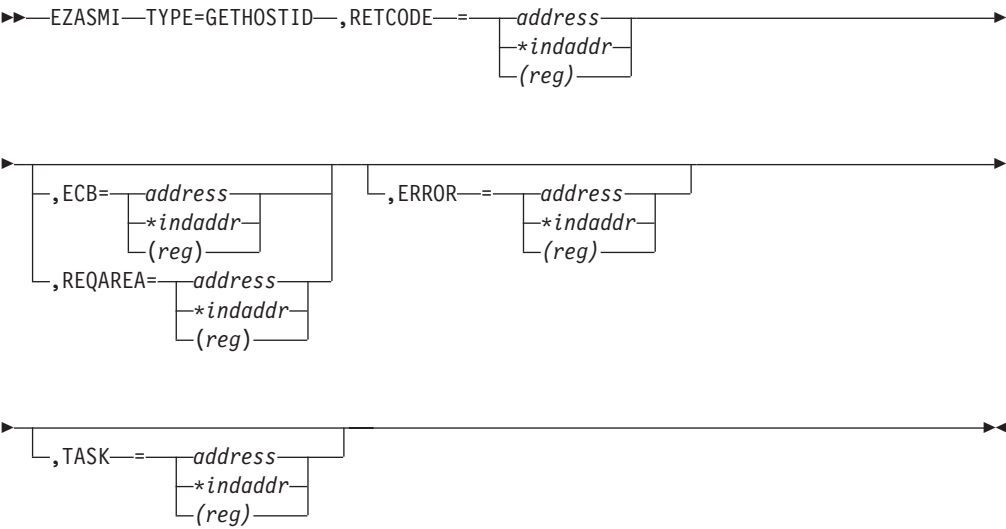 EZASMI TYPE=GETHOSTID ,RETCODE = address
*indaddr
(reg)
,ECB= address ,ERROR = address
*indaddr *indaddr
(reg) (reg)
,REQAREA= address
*indaddr
(reg)
,TASK = address
*indaddr
(reg)